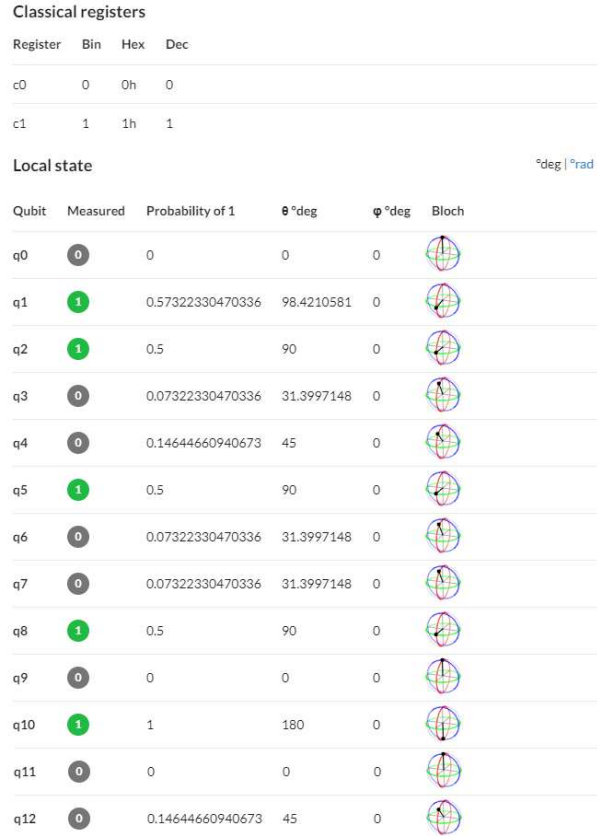 Classical registers
Register Bin Hex Dec
c0 0 0h 0
c1 1 1h 1
Local state °deg | °rad
Qubit Measured Probability of 1 θ °deg φ °deg Bloch
q0 0 0 0 0
q1 1 0.57322330470336 98.4210581 0
q2 1 0.5 90 0
q3 0 0.07322330470336 31.3997148 0
q4 0 0.14644660940673 45 0
q5 1 0.5 90 0
q6 0 0.07322330470336 31.3997148 0
q7 0 0.07322330470336 31.3997148 0
q8 1 0.5 90 0
q9 0 0 0 0
q10 1 1 180 0
q11 0 0 0 0
q12 0 0.14644660940673 45 0